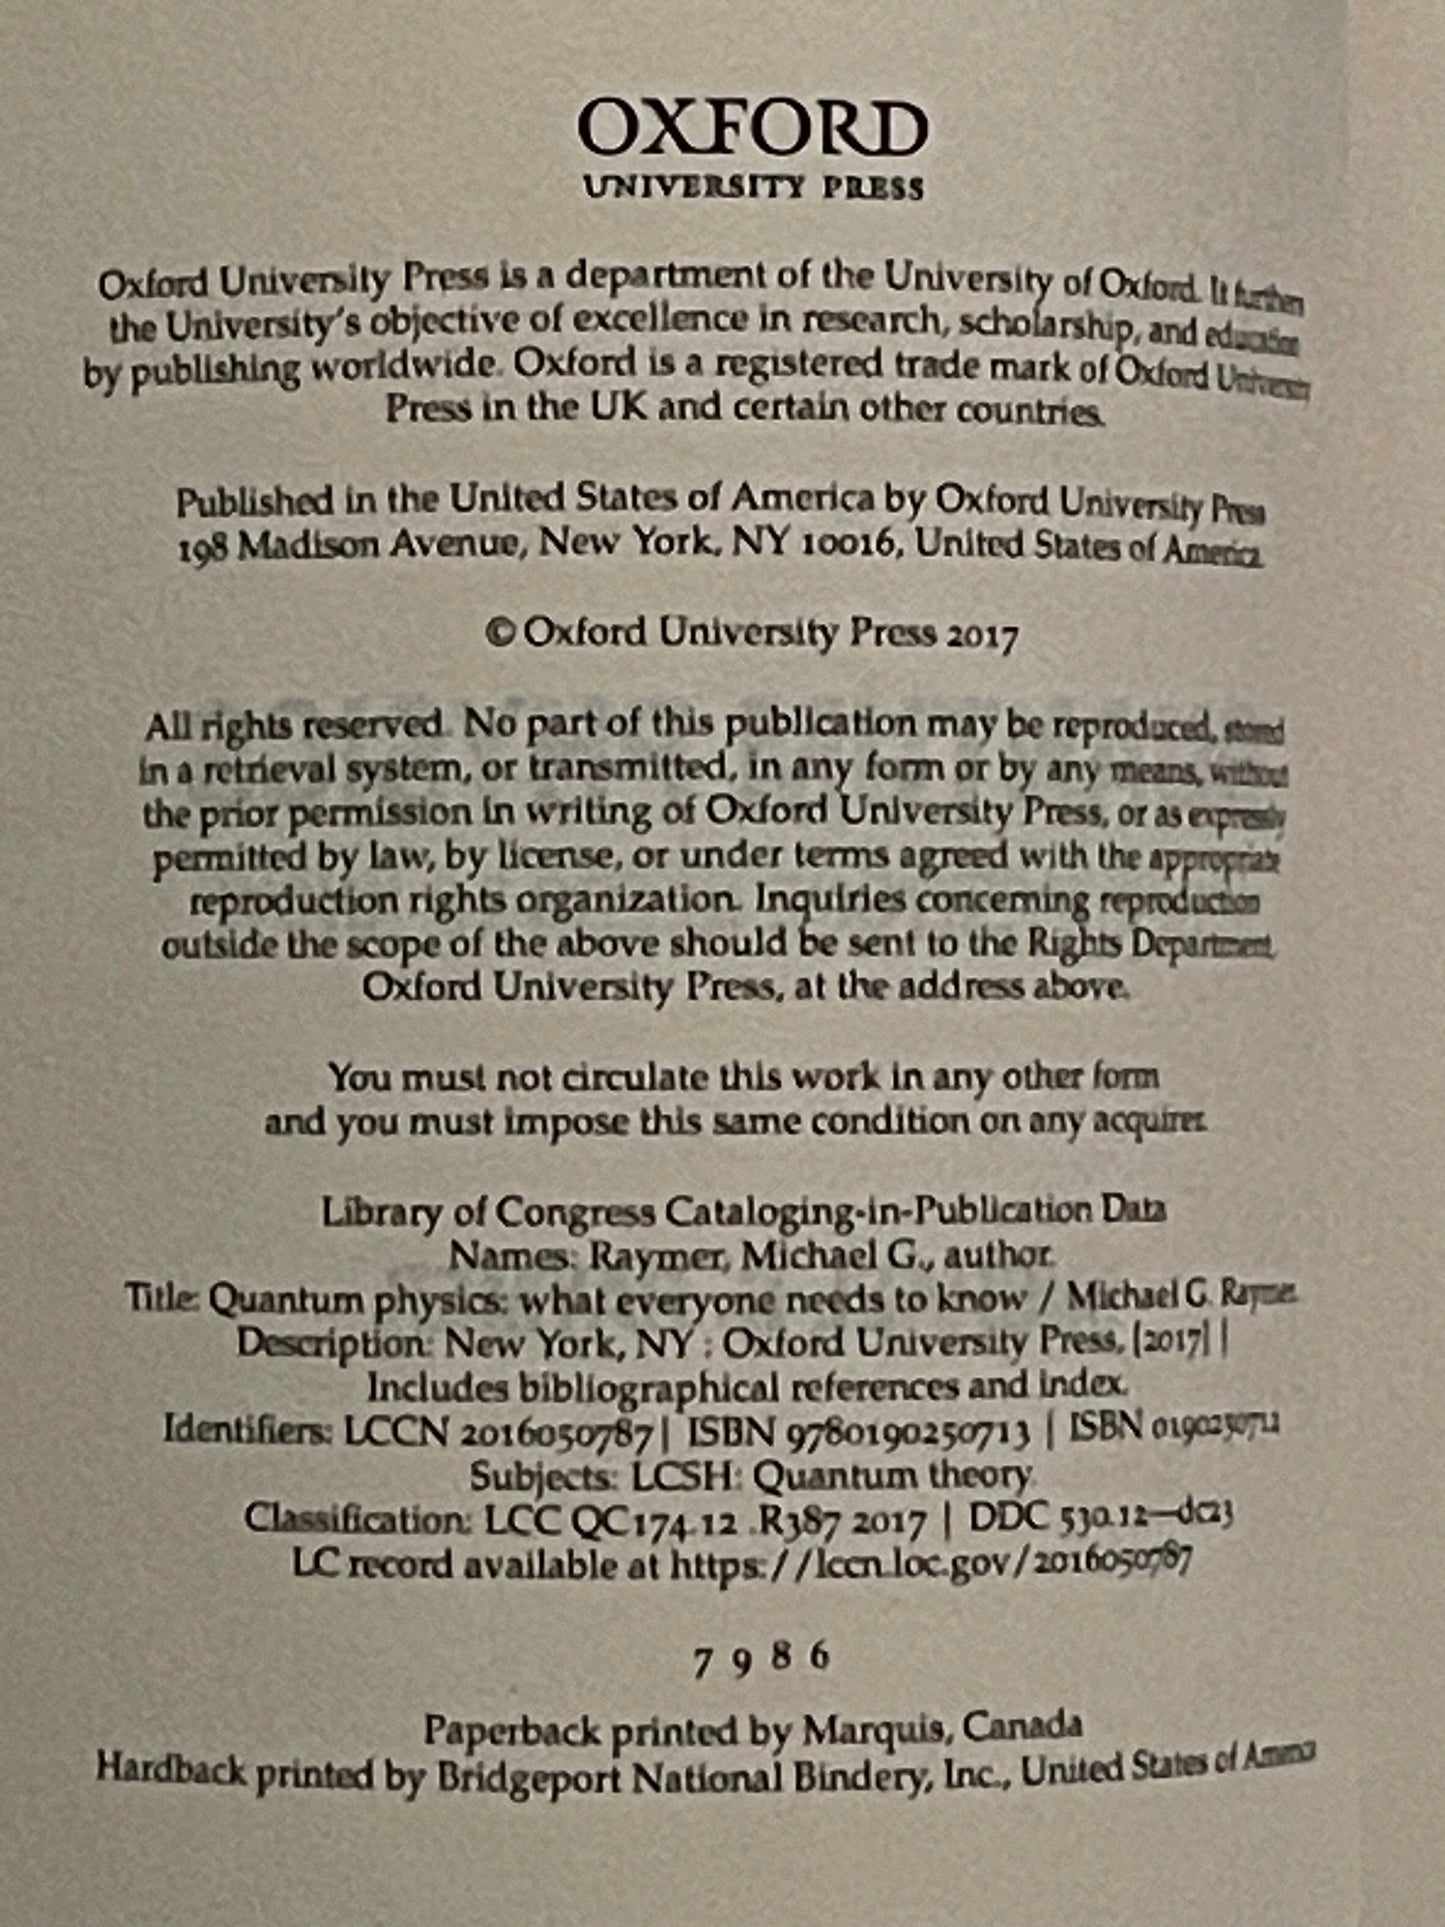 OXFORD
UNIVERSITY PRESS
Oxford University Press is a department of the University of Oxford. It furthers
the University's objective of excellence in research, scholarship, and education
by publishing worldwide. Oxford is a registered trade mark of Oxford University
Press in the UK and certain other countries.
Published in the United States of America by Oxford University Press
198 Madison Avenue, New York, NY 10016, United States of America.
© Oxford University Press 2017
All rights reserved. No part of this publication may be reproduced, stored
in a retrieval system, or transmitted, in any form or by any means, without
the prior permission in writing of Oxford University Press, or as expressly
permitted by law, by license, or under terms agreed with the appropriate
reproduction rights organization. Inquiries concerning reproduction
outside the scope of the above should be sent to the Rights Department,
Oxford University Press, at the address above.
You must not circulate this work in any other form
and you must impose this same condition on any acquirer.
Library of Congress Cataloging-in-Publication Data
Names: Raymer, Michael G., author.
Title: Quantum physics: what everyone needs to know / Michael G. Raymer.
Description: New York, NY : Oxford University Press, [2017] |
Includes bibliographical references and index.
Identifiers: LCCN 2016050787| ISBN 9780190250713 | ISBN
Subjects: LCSH: Quantum theory.
Classification: LCC QC174.12 .R387 2017 | DDC 530.12—dc23
LC record available at https://lccn.loc.gov/2016050787
7 9 8 6
Paperback printed by Marquis, Canada
Hardback printed by Bridgeport National Bindery, Inc., United States of America